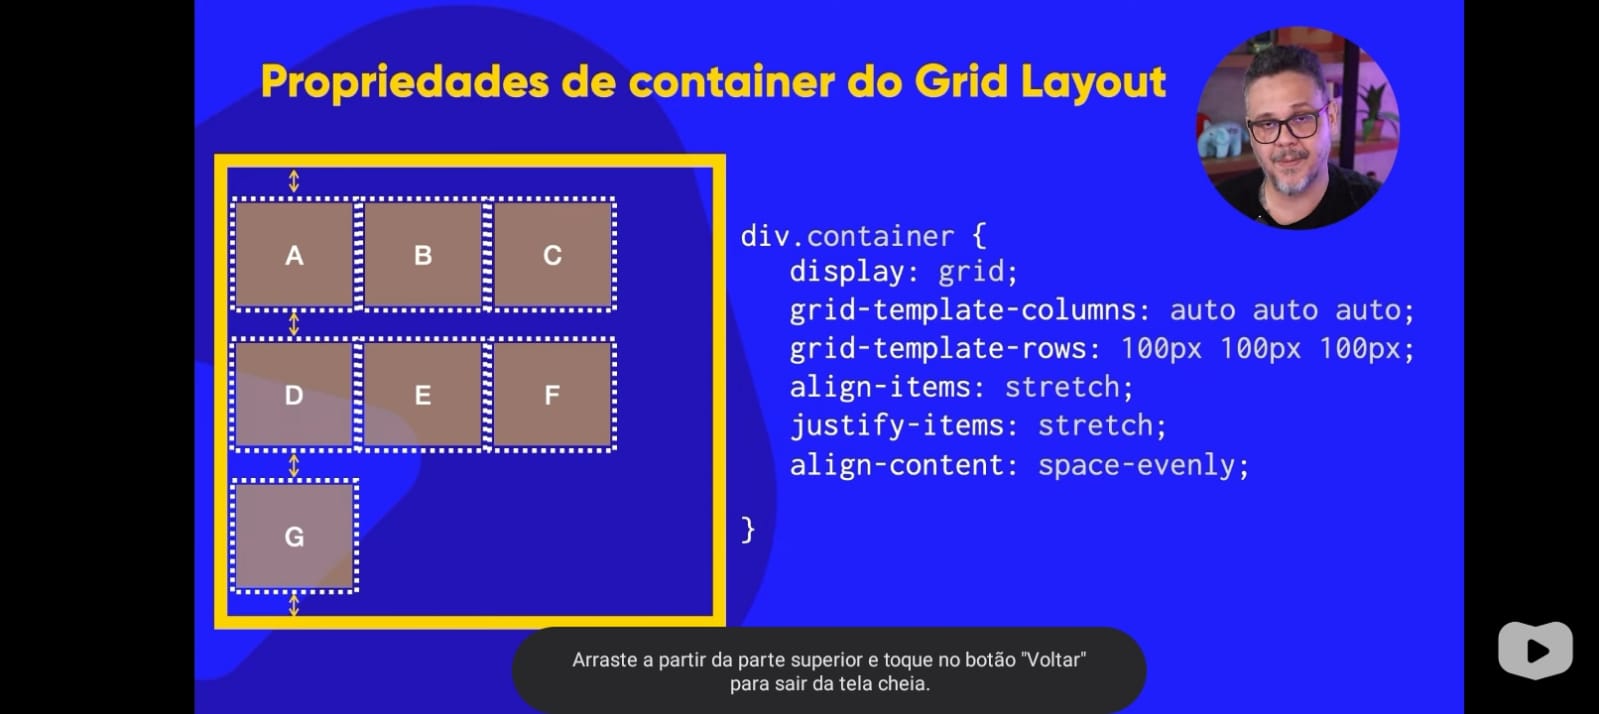 Propriedades de container do Grid Layout
A B C
D E F
G
div.container {
display: grid;
grid-template-columns: auto auto auto;
grid-template-rows: 100px 100px 100px;
align-items: stretch;
justify-items: stretch;
align-content: space-evenly;
}
Arraste a partir da parte superior e toque no botão "Voltar"
para sair da tela cheia.